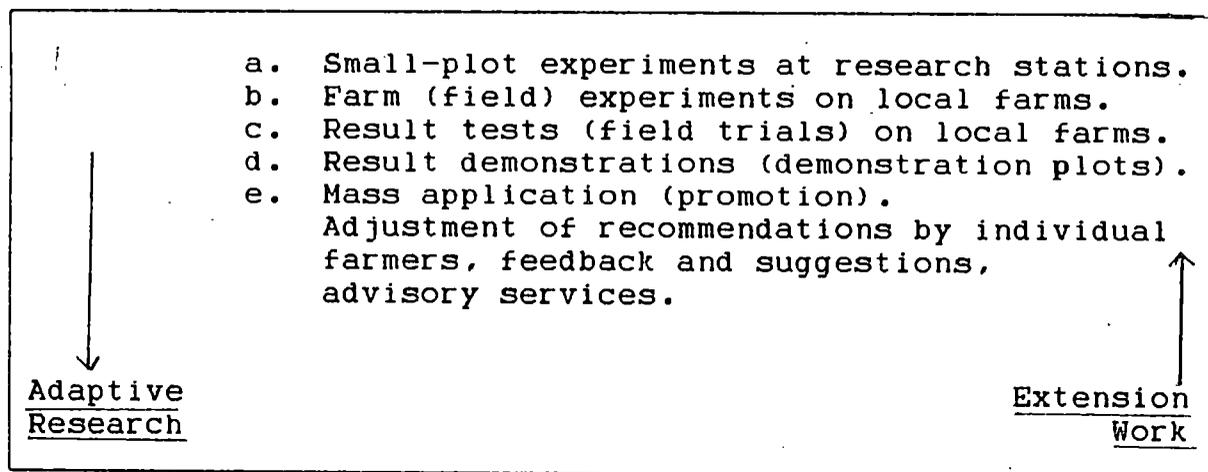 a. Small-plot experiments at research stations.
b. Farm (field) experiments on local farms.
c. Result tests (field trials) on local farms.
d. Result demonstrations (demonstration plots).
e. Mass application (promotion).
Adjustment of recommendations by individual
farmers, feedback and suggestions,
advisory services.
Adaptive
Research
Extension
Work